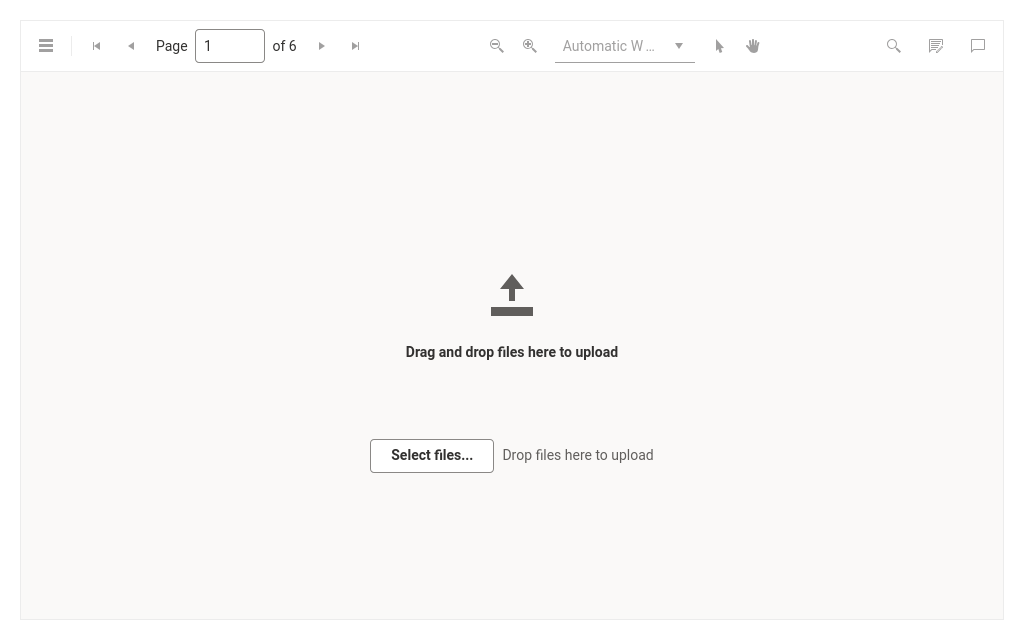 Page 1 of 6 Automatic W ...
Drag and drop files here to upload
Select files... Drop files here to upload